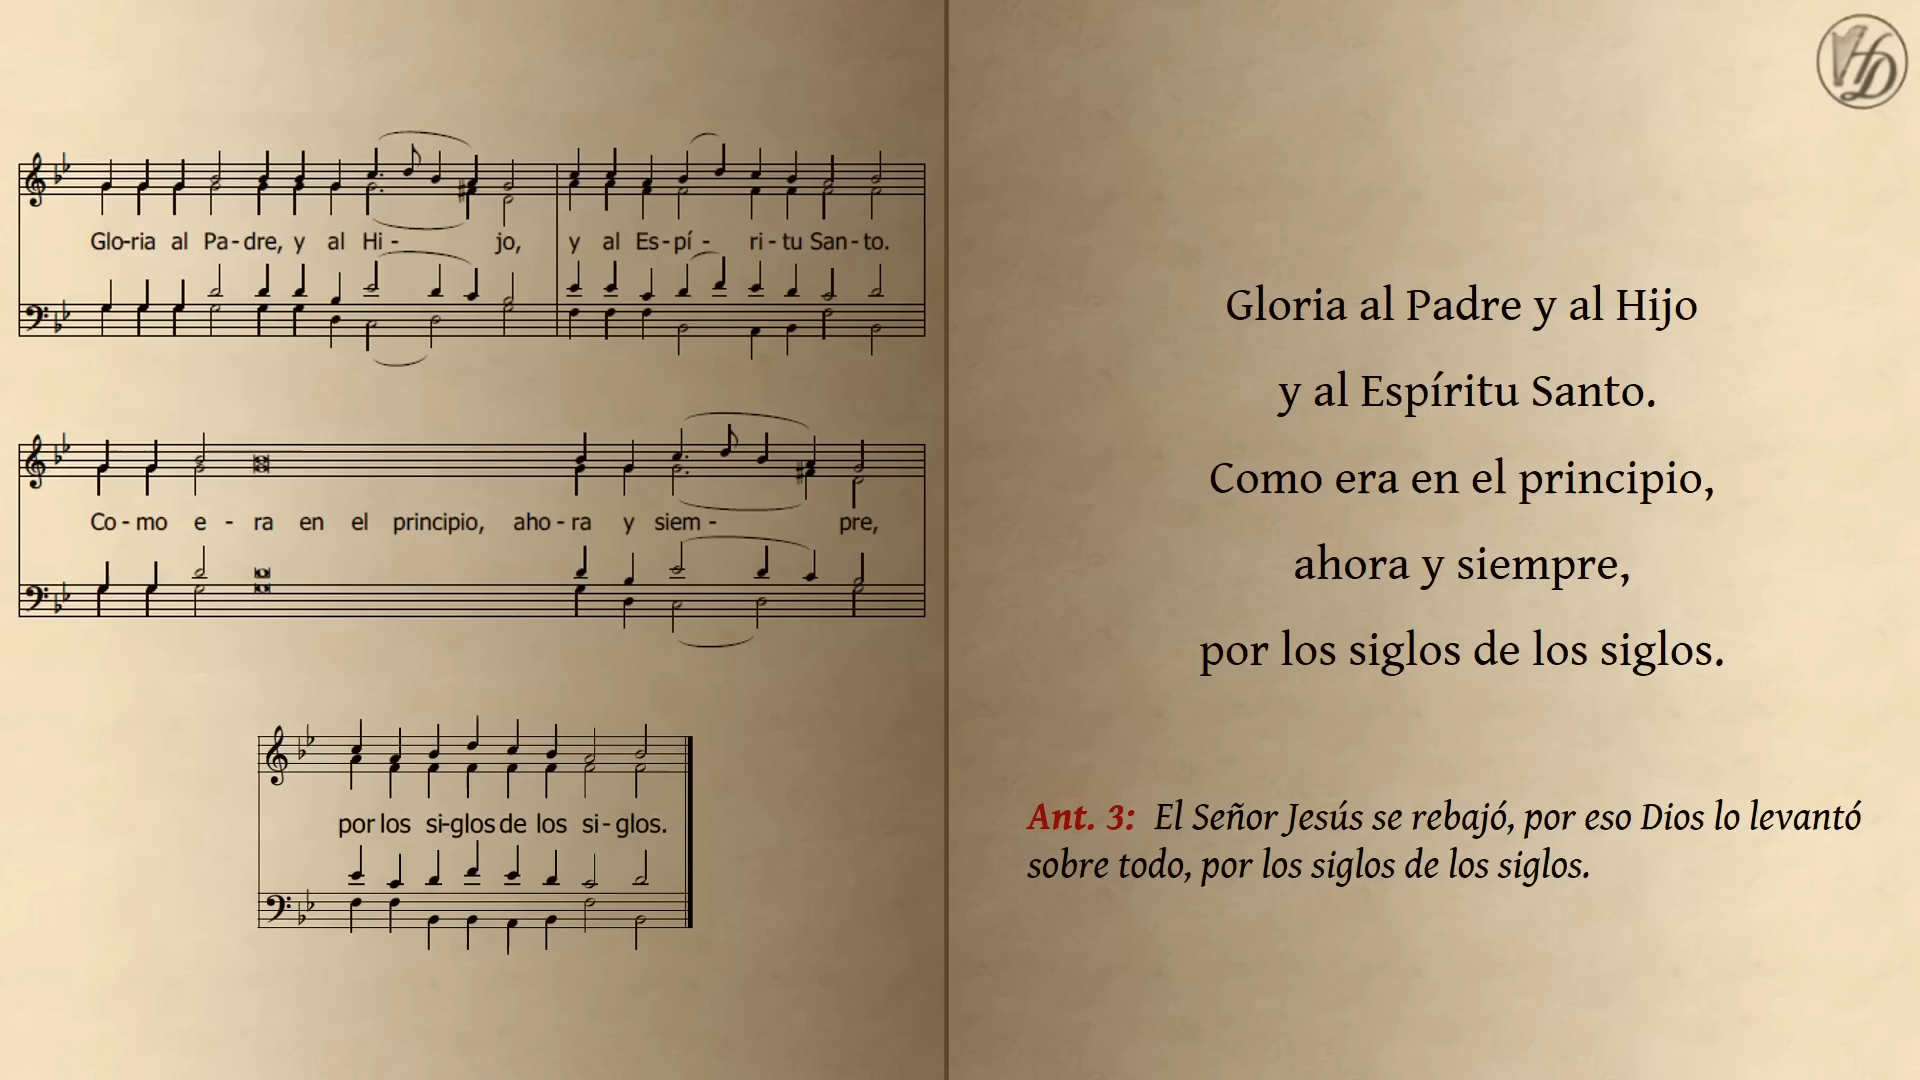 Glo-ria al Pa-dre, y al Hi - jo, y al Es-pí - ri-tu San-to.
Co-mo e - ra en el principio, aho-ra y siem - pre,
por los si-glos de los si-glos.
HD
Gloria al Padre y al Hijo
y al Espíritu Santo.
Como era en el principio,
ahora y siempre,
por los siglos de los siglos.
Ant. 3: El Señor Jesús se rebajó, por eso Dios lo levantó
sobre todo, por los siglos de los siglos.